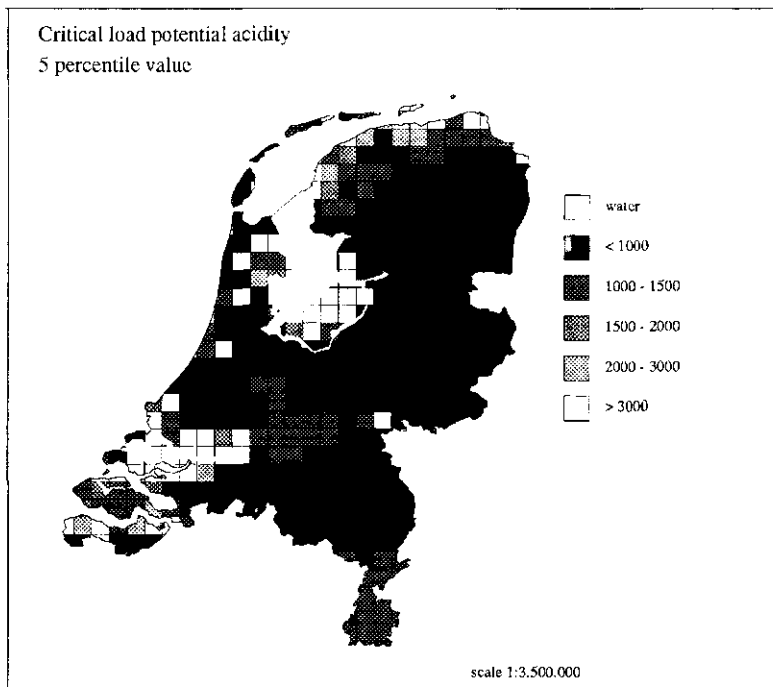 Critical load potential acidity
5 percentile value
water
< 1000
1000 - 1500
1500 - 2000
2000 - 3000
> 3000
scale 1:3.500.000